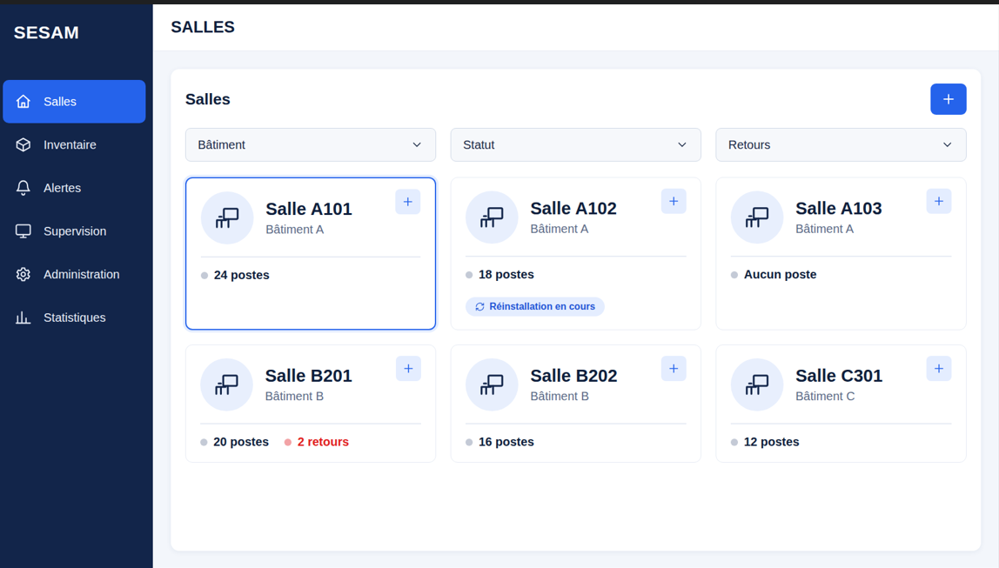 SESAM
SALLES
Salles
Inventaire
Alertes
Supervision
Administration
Statistiques
Salles
Bâtiment
Statut
Retours
Salle A101
Bâtiment A
24 postes
Salle A102
Bâtiment A
18 postes
Réinstallation en cours
Salle A103
Bâtiment A
Aucun poste
Salle B201
Bâtiment B
20 postes
2 retours
Salle B202
Bâtiment B
16 postes
Salle C301
Bâtiment C
12 postes